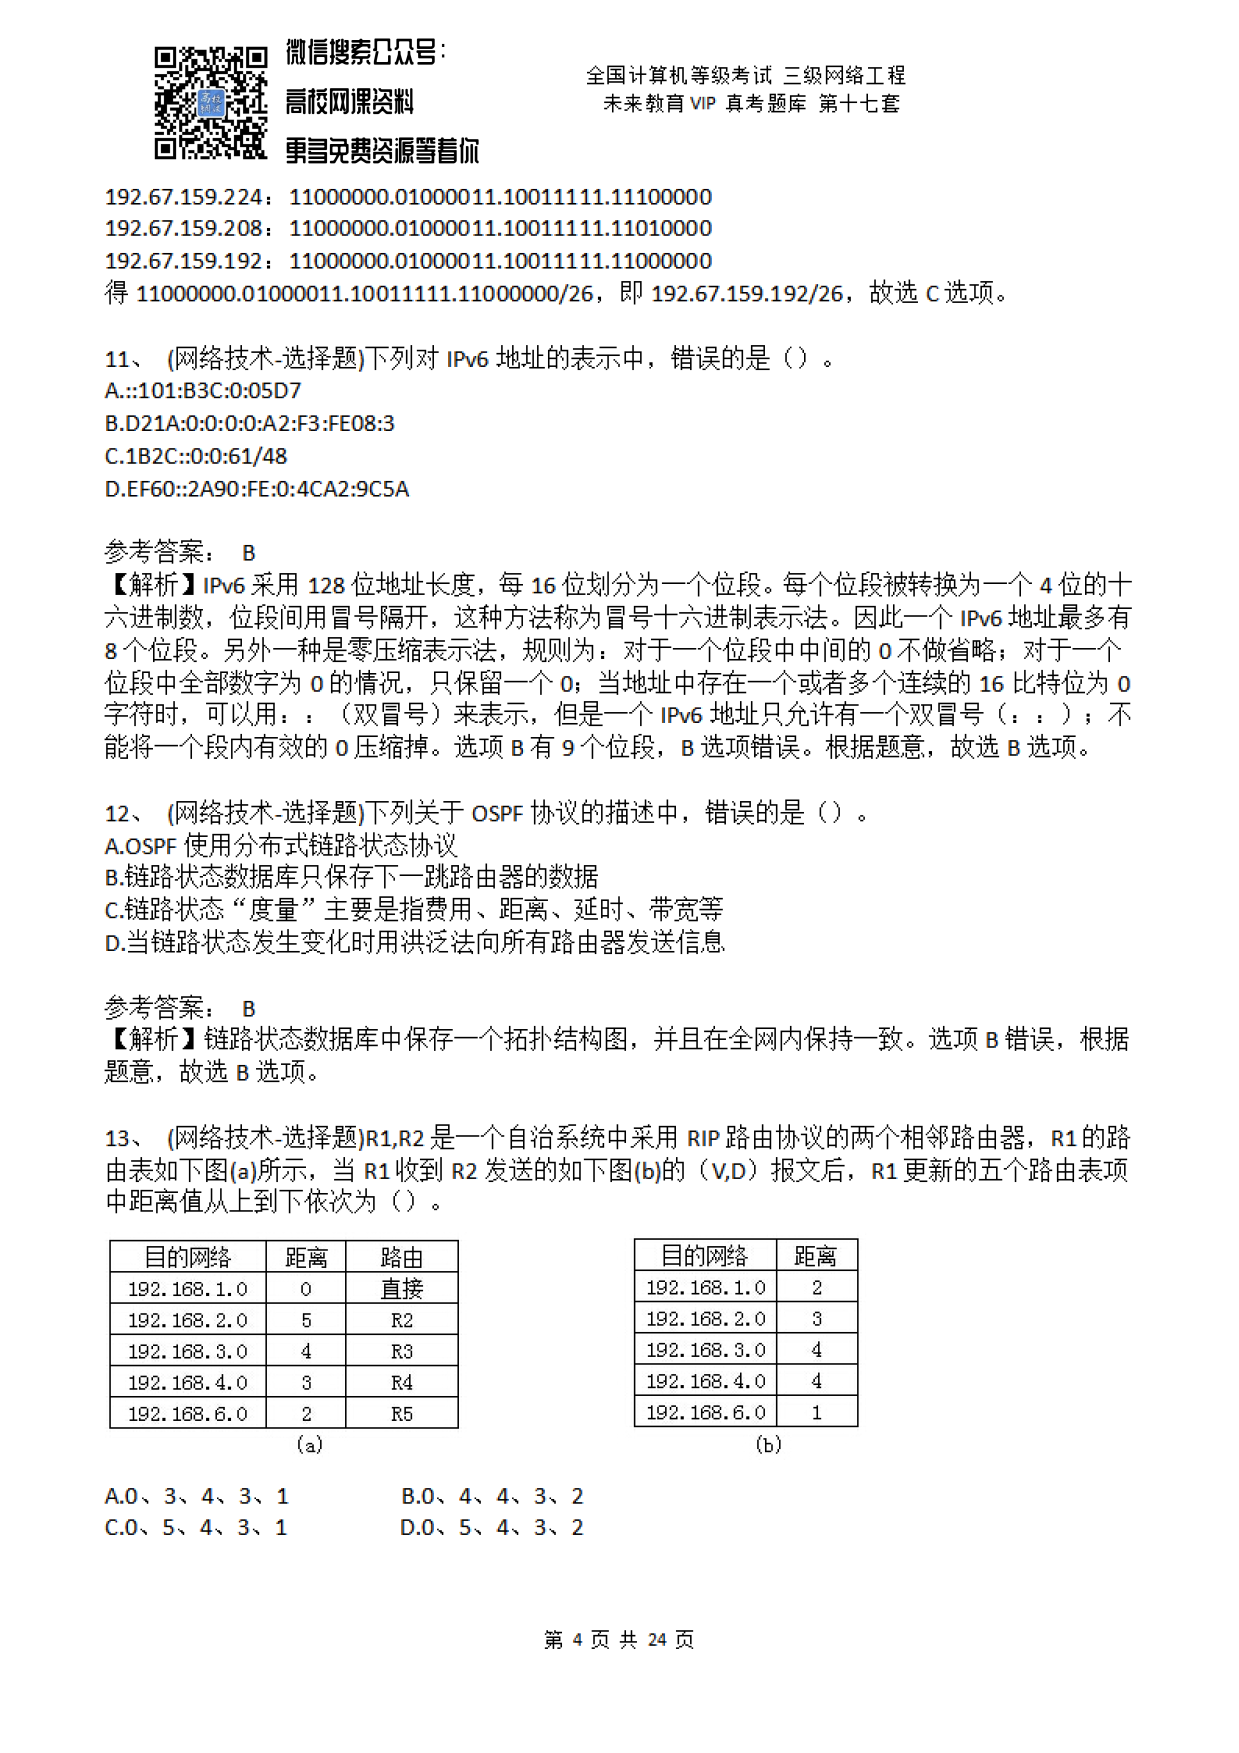 微信搜索公众号：
高校网课资料
更多免费资源等着你
全国计算机等级考试 三级网络工程
未来教育 VIP 真考题库 第十七套
192.67.159.224：11000000.01000011.10011111.11100000
192.67.159.208：11000000.01000011.10011111.11010000
192.67.159.192：11000000.01000011.10011111.11000000
得 11000000.01000011.10011111.11000000/26，即 192.67.159.192/26，故选 C 选项。
11、 (网络技术-选择题)下列对 IPv6 地址的表示中，错误的是（）。
A.::101:B3C:0:05D7
B.D21A:0:0:0:0:A2:F3:FE08:3
C.1B2C::0:0:61/48
D.EF60::2A90:FE:0:4CA2:9C5A
参考答案： B
【解析】IPv6 采用 128 位地址长度，每 16 位划分为一个位段。每个位段被转换为一个 4 位的十
六进制数，位段间用冒号隔开，这种方法称为冒号十六进制表示法。因此一个 IPv6 地址最多有
8 个位段。另外一种是零压缩表示法，规则为：对于一个位段中中间的 0 不做省略；对于一个
位段中全部数字为 0 的情况，只保留一个 0；当地址中存在一个或者多个连续的 16 比特位为 0
字符时，可以用：：（双冒号）来表示，但是一个 IPv6 地址只允许有一个双冒号（：：）；不
能将一个段内有效的 0 压缩掉。选项 B 有 9 个位段，B 选项错误。根据题意，故选 B 选项。
12、 (网络技术-选择题)下列关于 OSPF 协议的描述中，错误的是（）。
A.OSPF 使用分布式链路状态协议
B.链路状态数据库只保存下一跳路由器的数据
C.链路状态“度量”主要是指费用、距离、延时、带宽等
D.当链路状态发生变化时用洪泛法向所有路由器发送信息
参考答案： B
【解析】链路状态数据库中保存一个拓扑结构图，并且在全网内保持一致。选项 B 错误，根据
题意，故选 B 选项。
13、 (网络技术-选择题)R1,R2 是一个自治系统中采用 RIP 路由协议的两个相邻路由器，R1 的路
由表如下图(a)所示，当 R1 收到 R2 发送的如下图(b)的（V,D）报文后，R1 更新的五个路由表项
中距离值从上到下依次为（）。
目的网络 距离 路由
192.168.1.0 0 直接
192.168.2.0 5 R2
192.168.3.0 4 R3
192.168.4.0 3 R4
192.168.6.0 2 R5
(a)
目的网络 距离
192.168.1.0 2
192.168.2.0 3
192.168.3.0 4
192.168.4.0 4
192.168.6.0 1
(b)
A.0、3、4、3、1 B.0、4、4、3、2
C.0、5、4、3、1 D.0、5、4、3、2
第 4 页 共 24 页